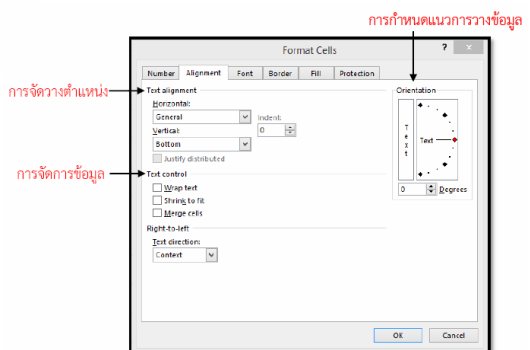 การกำหนดแนวการวางข้อมูล
Format Cells ? x
Number Alignment Font Border Fill Protection
การจัดวางตำแหน่ง
Text alignment
Horizontal:
General
Indent:
0
Vertical:
Bottom
Justify distributed
Orientation
Text
Text
0 Degrees
การจัดการข้อมูล
Text control
Wrap text
Shrink to fit
Merge cells
Right-to-left
Text direction:
Context
OK Cancel